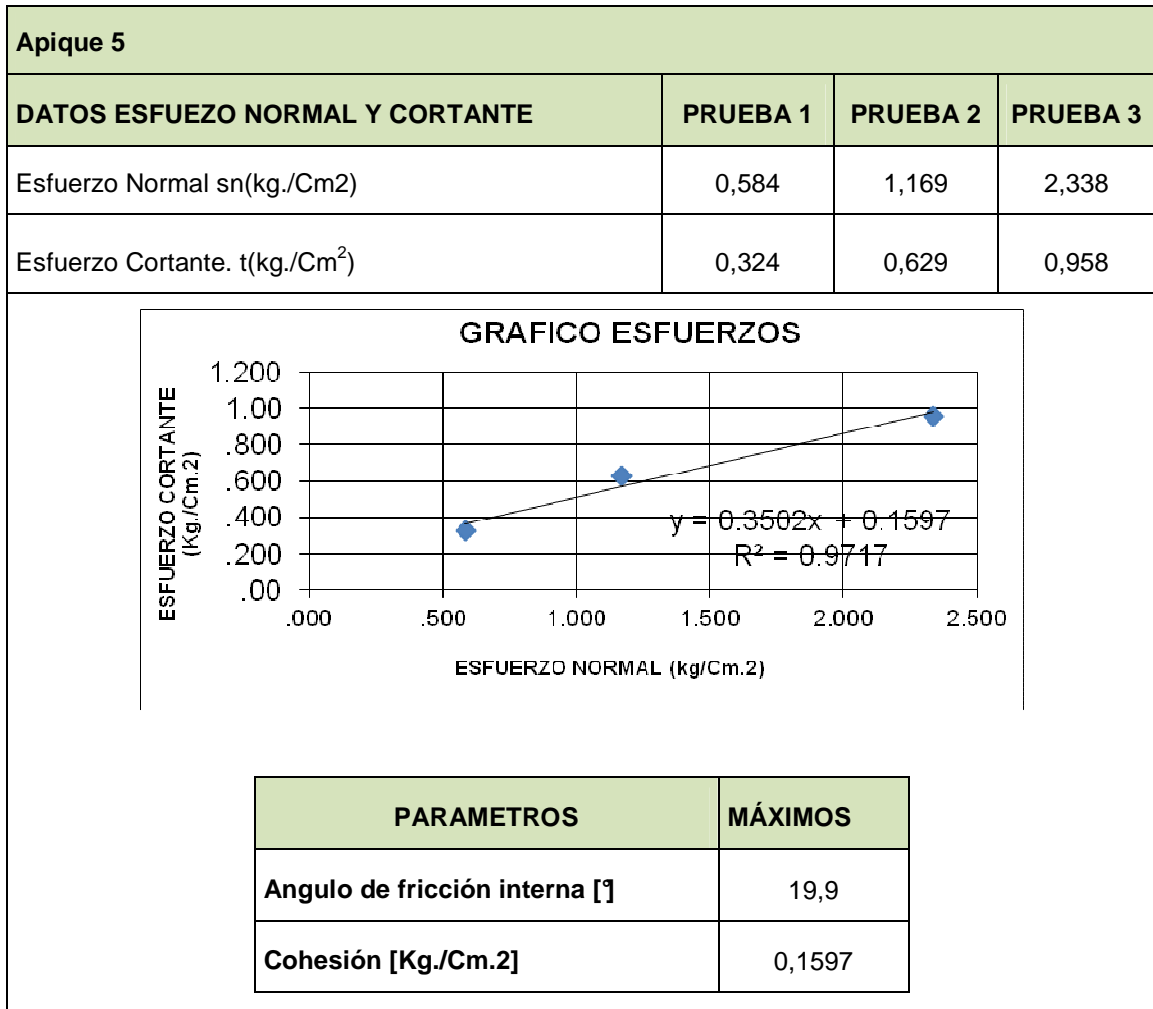 Apique 5
DATOS ESFUEZO NORMAL Y CORTANTE PRUEBA 1 PRUEBA 2 PRUEBA 3
Esfuerzo Normal sn(kg./Cm2) 0,584 1,169 2,338
Esfuerzo Cortante. t(kg./Cm²) 0,324 0,629 0,958
GRAFICO ESFUERZOS
ESFUERZO CORTANTE
(Kg./Cm.2)
1.200
1.00
.800
.600
.400
.200
.00
y = 0.3502x + 0.1597
R² = 0.9717
.000 .500 1.000 1.500 2.000 2.500
ESFUERZO NORMAL (kg/Cm.2)
PARAMETROS MÁXIMOS
Angulo de fricción interna [°] 19,9
Cohesión [Kg./Cm.2] 0,1597